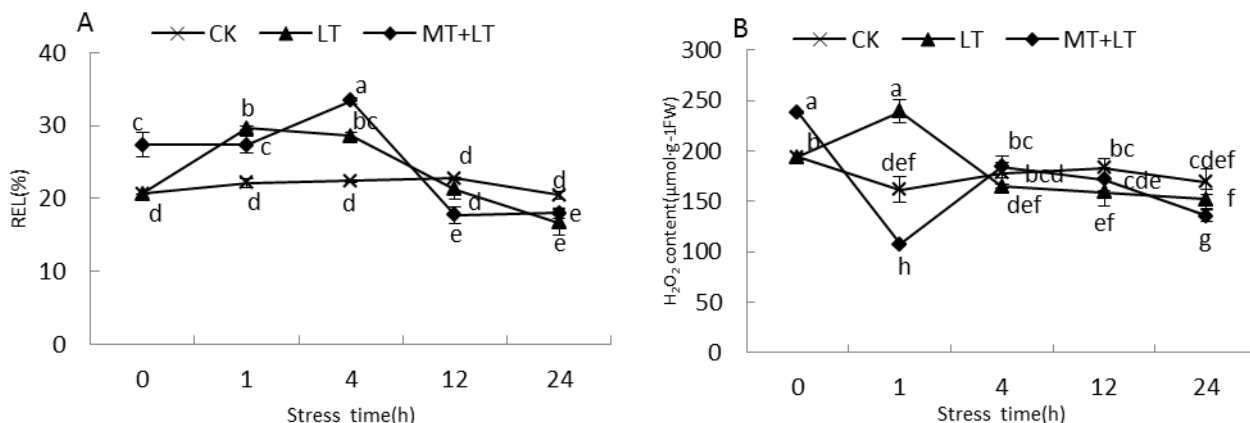 A
CK LT MT+LT
40
30
20
10
0
REL(%)
c
b
a
c
bc
d
d
d
d
d
d
e
d
e
e
0 1 4 12 24
Stress time(h)
B
CK LT MT+LT
300
250
200
150
100
50
0
H₂O₂ content(μmol·g-1FW)
a
a
b
def
bc
bc
cdef
bcd
cde
def
ef
f
h
g
0 1 4 12 24
Stress time(h)